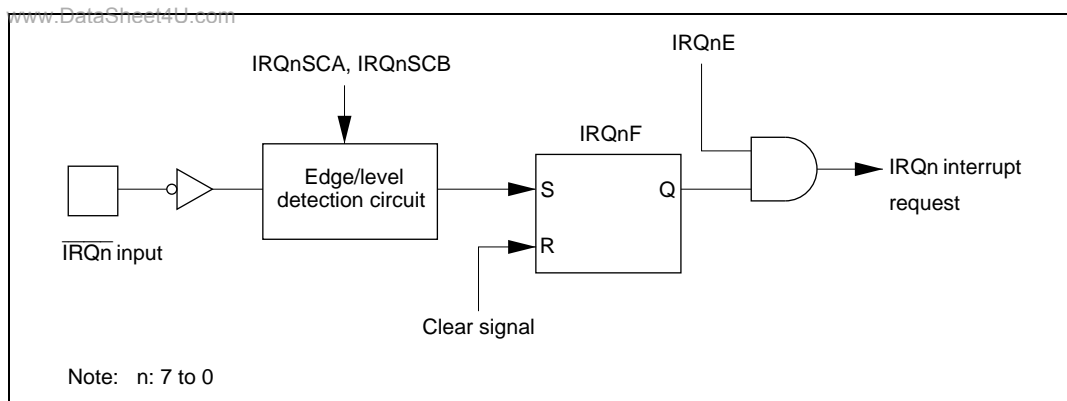 www.DataSheet4U.com
IRQnE
IRQnSCA, IRQnSCB
IRQnF
Edge/level
detection circuit
S
Q
IRQn interrupt
request
I̅R̅Q̅n̅ input
R
Clear signal
Note: n: 7 to 0